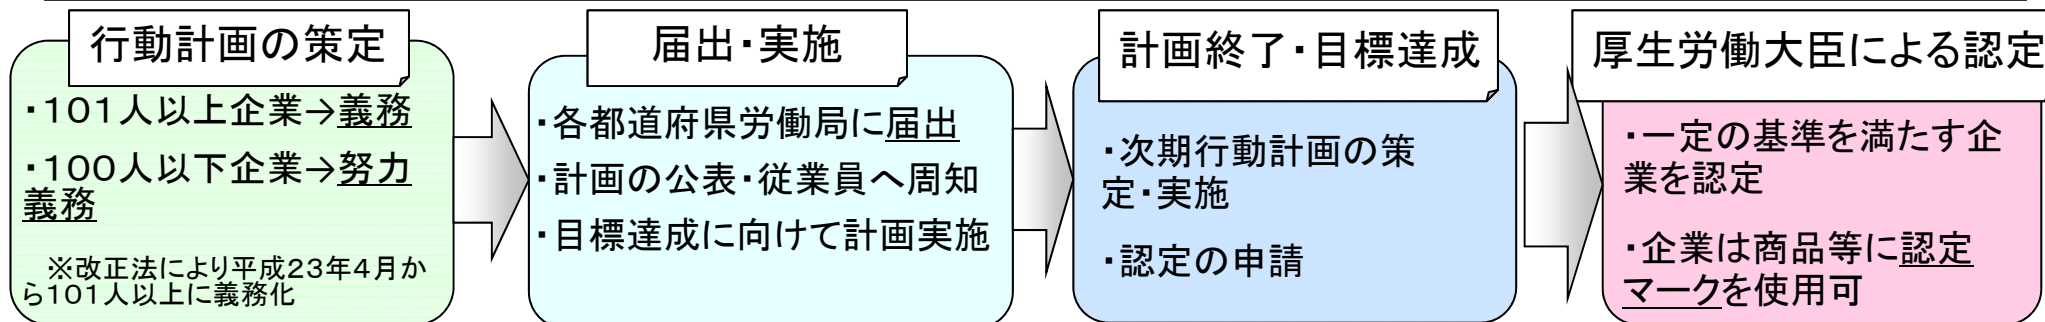 行動計画の策定
・101人以上企業→義務
・100人以下企業→努力
義務
※改正法により平成23年4月か
ら101人以上に義務化
届出・実施
・各都道府県労働局に届出
・計画の公表・従業員へ周知
・目標達成に向けて計画実施
計画終了・目標達成
・次期行動計画の策
定・実施
・認定の申請
厚生労働大臣による認定
・一定の基準を満たす企
業を認定
・企業は商品等に認定
マークを使用可